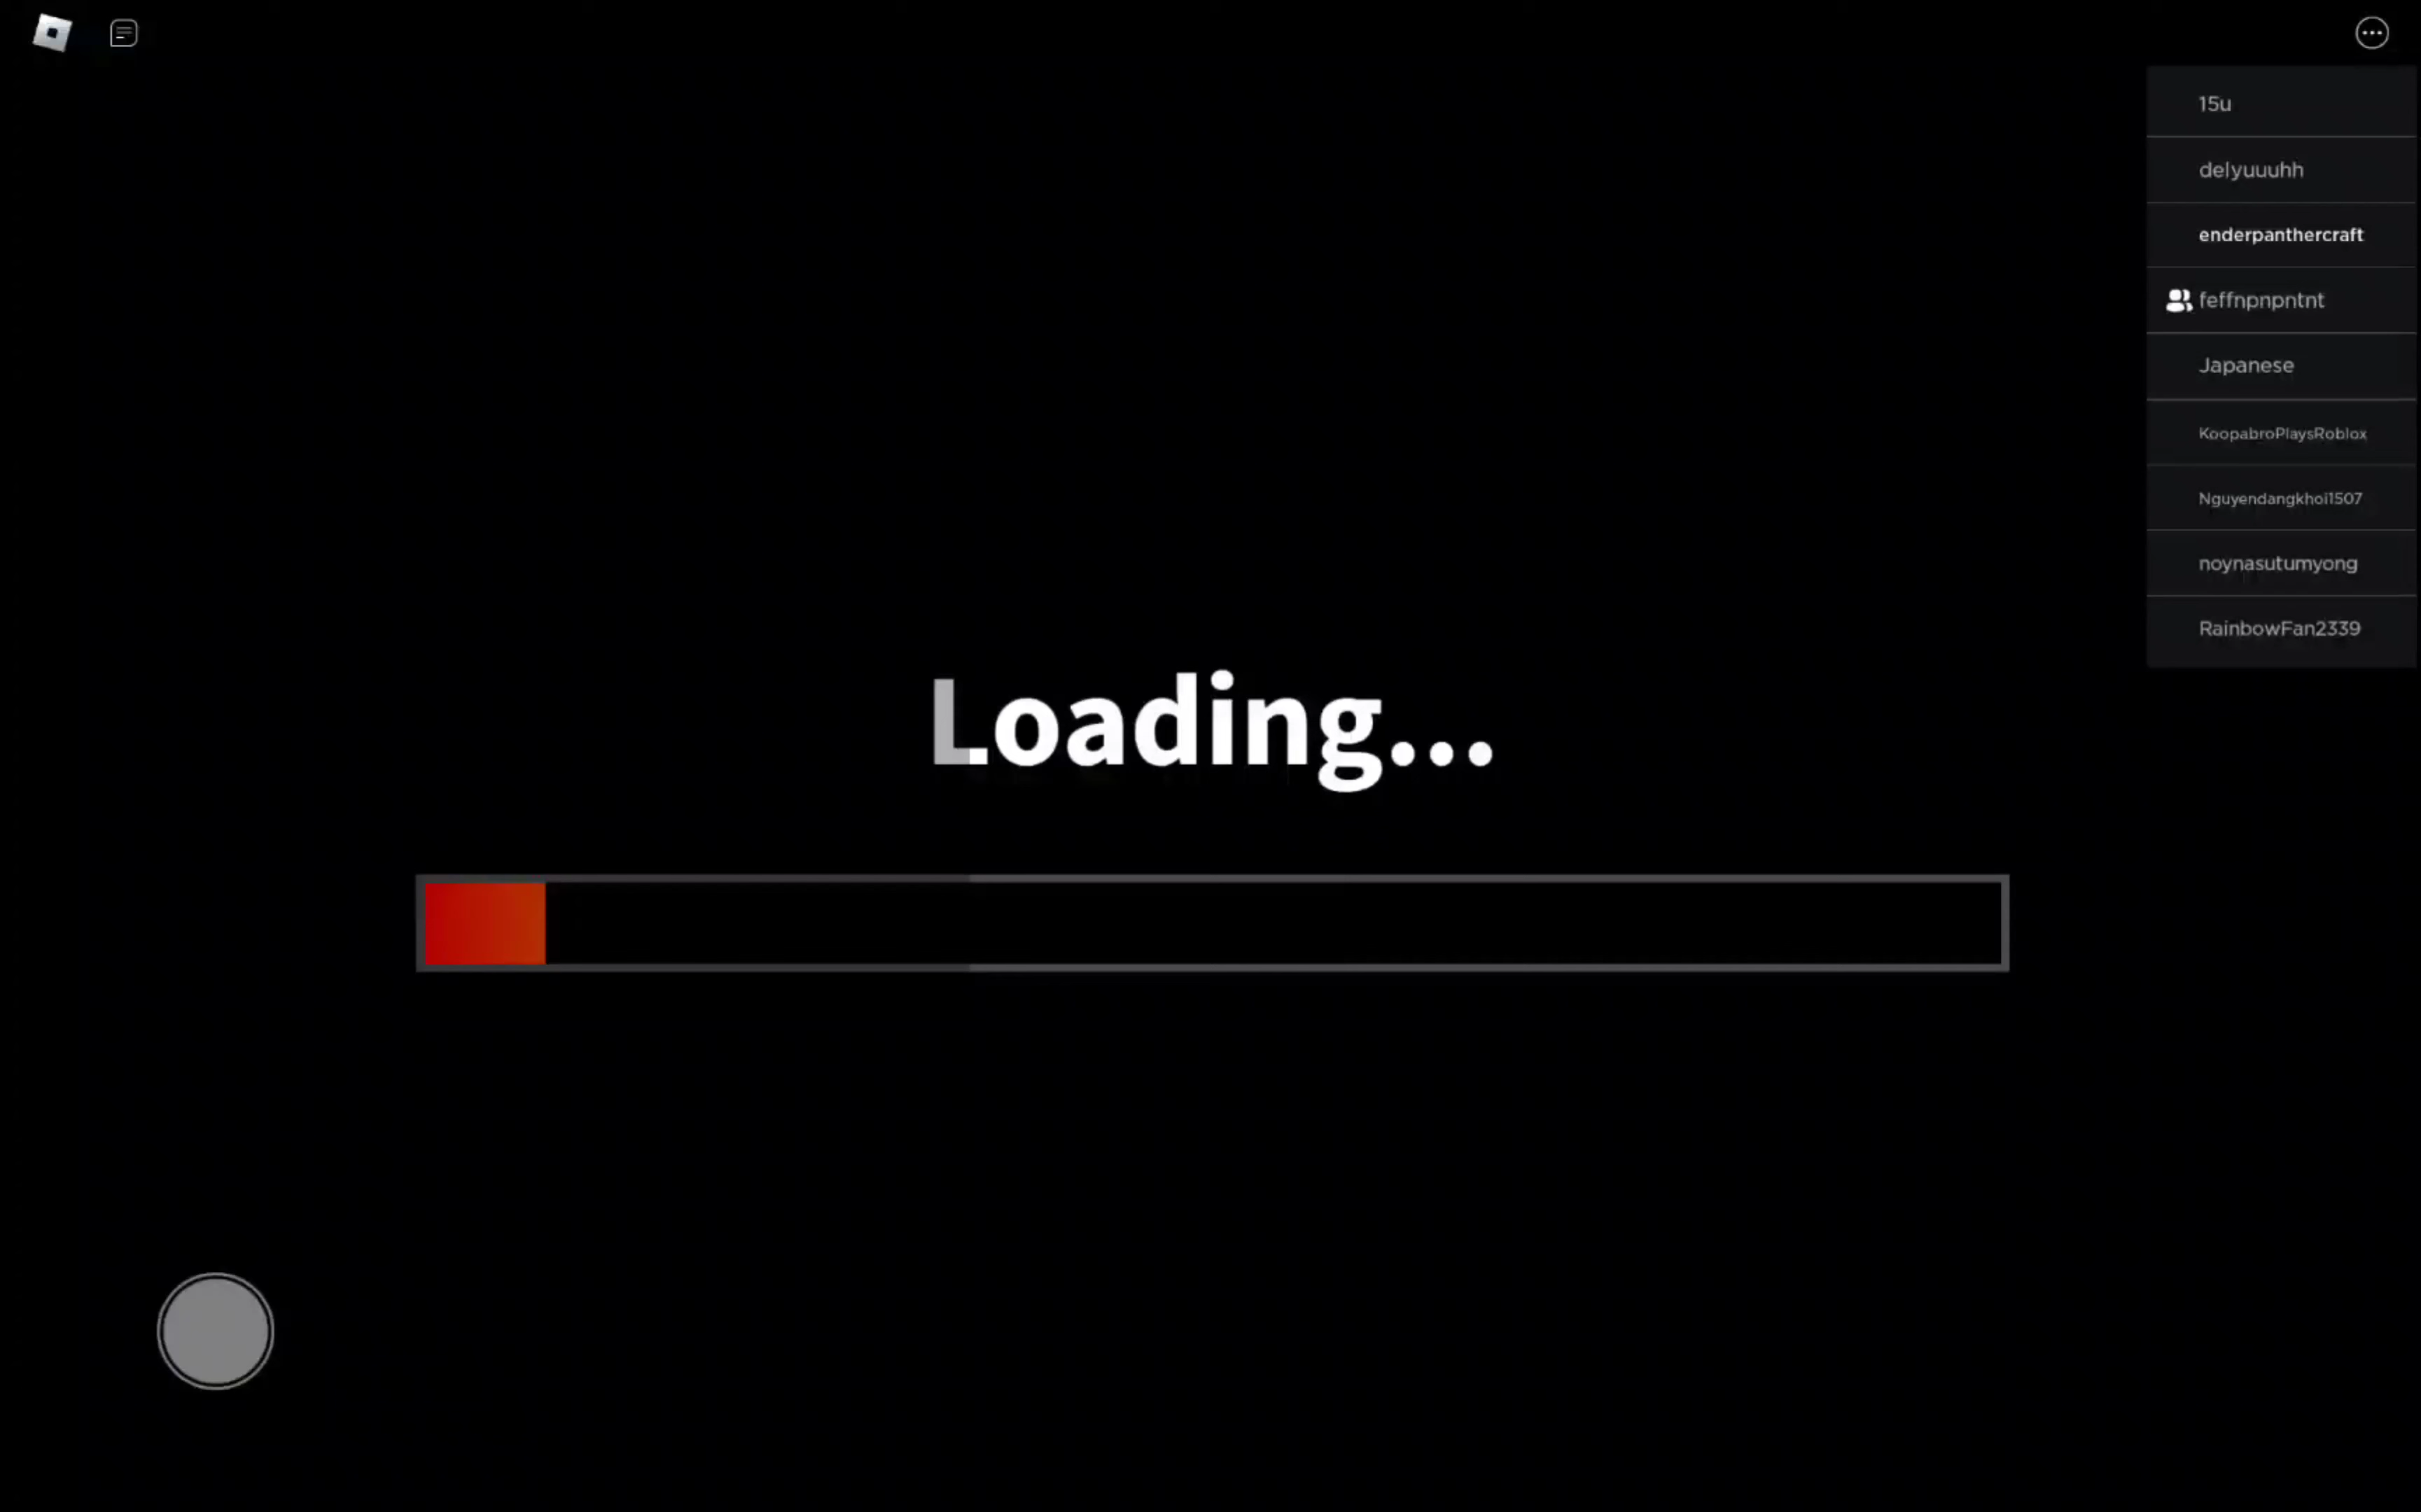 15u
delyuuuhh
enderpanthercraft
feffnpnpntnt
Japanese
KoopabroPlaysRoblox
Nguyendangkhoi1507
noynasutumyong
RainbowFan2339
Loading...